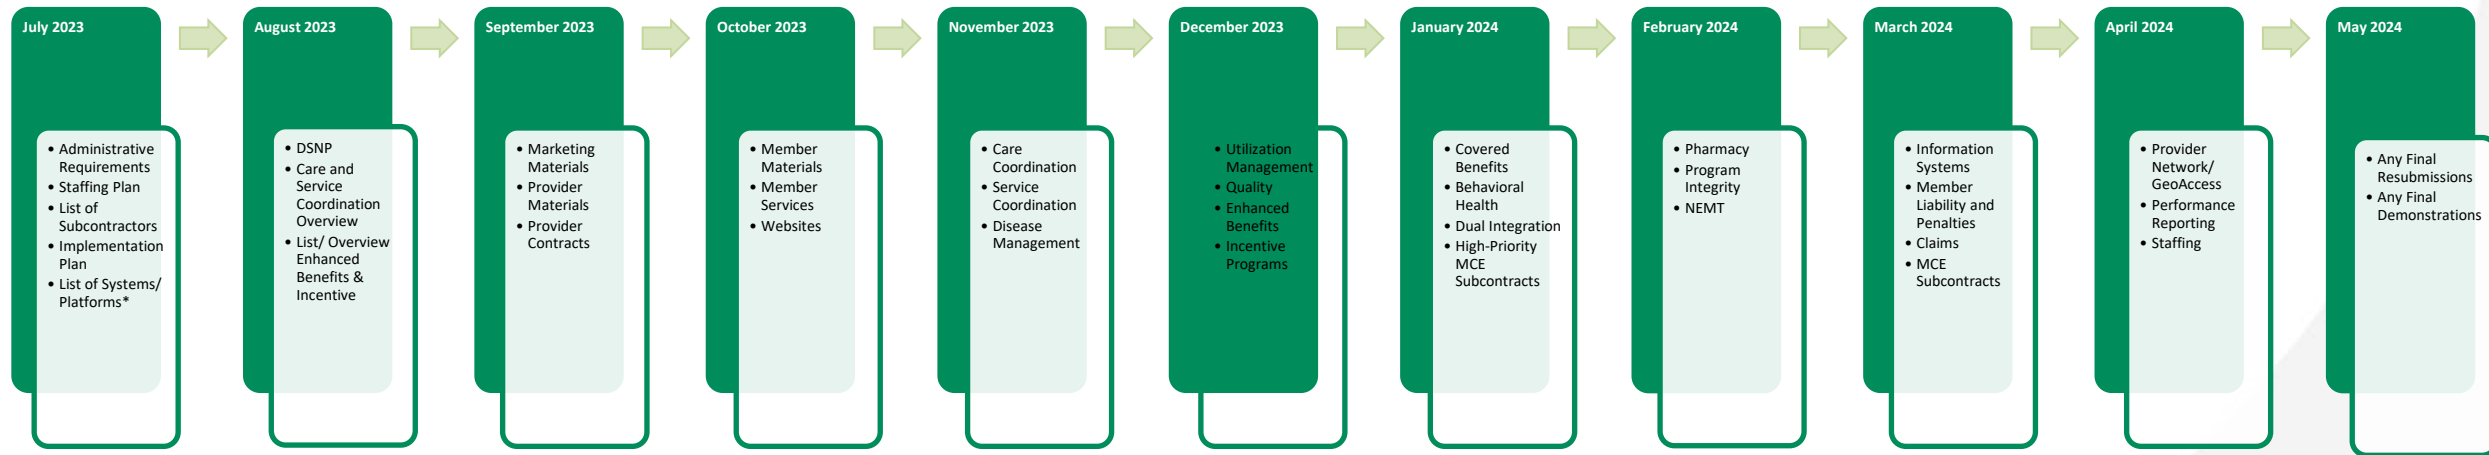 July 2023
• Administrative
Requirements
• Staffing Plan
• List of
Subcontractors
• Implementation
Plan
• List of Systems/
Platforms*
August 2023
• DSNP
• Care and
Service
Coordination
Overview
• List/ Overview
Enhanced
Benefits &
Incentive
September 2023
• Marketing
Materials
• Provider
Materials
• Provider
Contracts
October 2023
• Member
Materials
• Member
Services
• Websites
November 2023
• Care
Coordination
• Service
Coordination
• Disease
Management
December 2023
• Utilization
Management
• Quality
• Enhanced
Benefits
• Incentive
Programs
January 2024
• Covered
Benefits
• Behavioral
Health
• Dual Integration
• High-Priority
MCE
Subcontracts
February 2024
• Pharmacy
• Program
Integrity
• NEMT
March 2024
• Information
Systems
• Member
Liability and
Penalties
• Claims
• MCE
Subcontracts
April 2024
• Provider
Network/
GeoAccess
• Performance
Reporting
• Staffing
May 2024
• Any Final
Resubmissions
• Any Final
Demonstrations